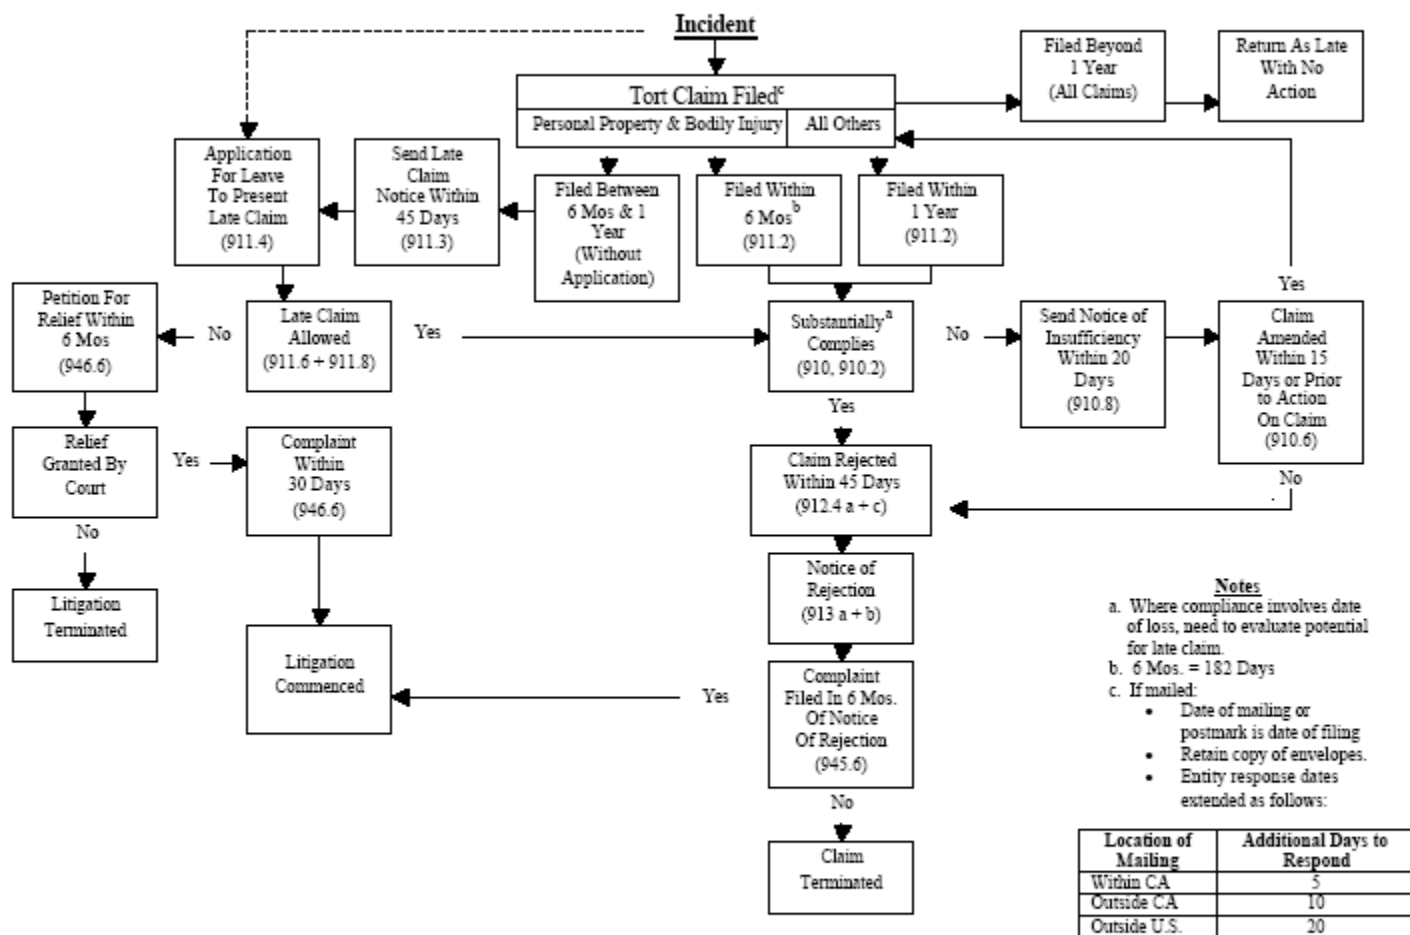 Incident
Tort Claim Filedc
Personal Property & Bodily Injury
All Others
Filed Beyond
1 Year
(All Claims)
Return As Late
With No
Action
Application
For Leave
To Present
Late Claim
(911.4)
Send Late
Claim
Notice Within
45 Days
(911.3)
Filed Between
6 Mos & 1
Year
(Without
Application)
Filed Within
6 Mosb
(911.2)
Filed Within
1 Year
(911.2)
Yes
Petition For
Relief Within
6 Mos
(946.6)
No
Late Claim
Allowed
(911.6 + 911.8)
Yes
Substantiallya
Complies
(910, 910.2)
No
Send Notice of
Insufficiency
Within 20
Days
(910.8)
Claim
Amended
Within 15
Days or Prior
to Action
On Claim
(910.6)
Yes
No
Relief
Granted By
Court
Yes
Complaint
Within
30 Days
(946.6)
Claim Rejected
Within 45 Days
(912.4 a + c)
No
Litigation
Terminated
Notice of
Rejection
(913 a + b)
Litigation
Commenced
Yes
Complaint
Filed In 6 Mos.
Of Notice
Of Rejection
(945.6)
No
Claim
Terminated
Notes
a. Where compliance involves date
of loss, need to evaluate potential
for late claim.
b. 6 Mos. = 182 Days
c. If mailed:
• Date of mailing or
postmark is date of filing
• Retain copy of envelopes.
• Entity response dates
extended as follows:
Location of Mailing Additional Days to Respond
Within CA 5
Outside CA 10
Outside U.S. 20